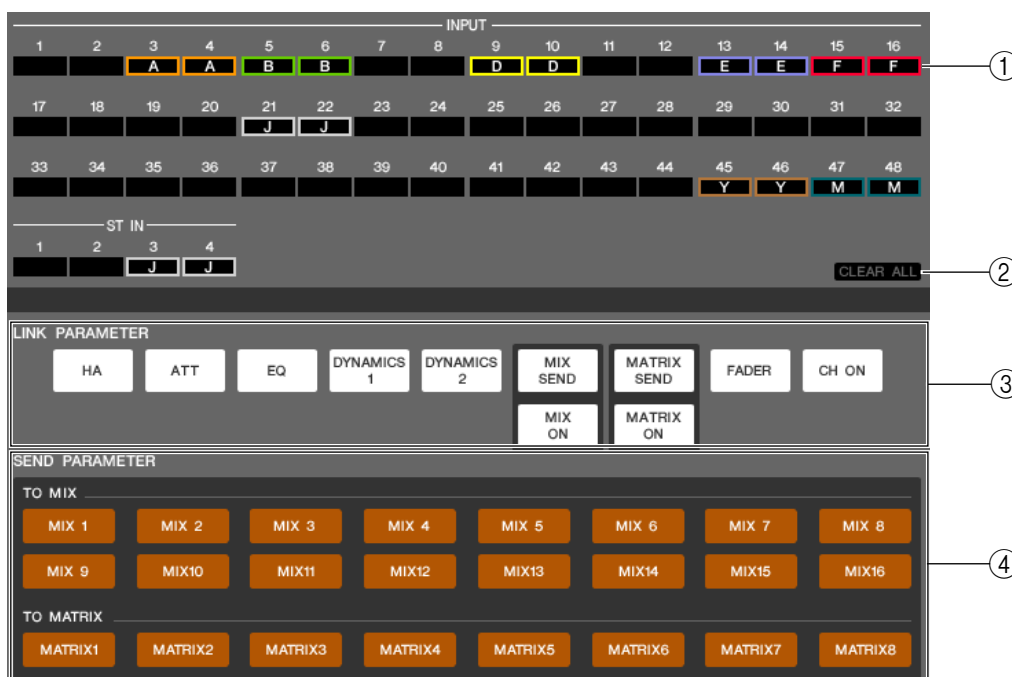 INPUT
1 2 3 4 5 6 7 8 9 10 11 12 13 14 15 16
A A B B D D E E F F
①
17 18 19 20 21 22 23 24 25 26 27 28 29 30 31 32
J J
33 34 35 36 37 38 39 40 41 42 43 44 45 46 47 48
Y Y M M
ST IN
1 2 3 4
J J
CLEAR ALL
②
LINK PARAMETER
HA ATT EQ DYNAMICS 1 DYNAMICS 2 MIX SEND MATRIX SEND FADER CH ON
③
MIX ON MATRIX ON
SEND PARAMETER
TO MIX
MIX 1 MIX 2 MIX 3 MIX 4 MIX 5 MIX 6 MIX 7 MIX 8
MIX 9 MIX10 MIX11 MIX12 MIX13 MIX14 MIX15 MIX16
④
TO MATRIX
MATRIX1 MATRIX2 MATRIX3 MATRIX4 MATRIX5 MATRIX6 MATRIX7 MATRIX8